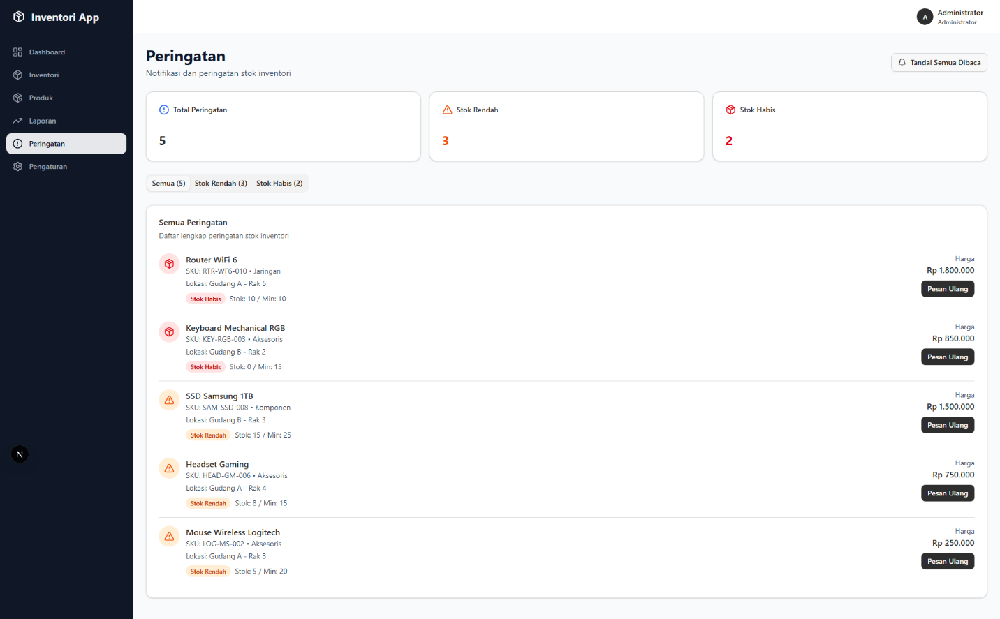 Inventori App
Administrator
A
Administrator
Dashboard
Inventori
Produk
Laporan
Peringatan
Pengaturan
N
Peringatan
Notifikasi dan peringatan stok inventori
Tandai Semua Dibaca
Total Peringatan
5
Stok Rendah
3
Stok Habis
2
Semua (5) Stok Rendah (3) Stok Habis (2)
Semua Peringatan
Daftar lengkap peringatan stok inventori
Router WiFi 6
SKU: RTR-WF6-010 • Jaringan
Lokasi: Gudang A - Rak 5
Stok Habis Stok: 10 / Min: 10
Harga
Rp 1.800.000
Pesan Ulang
Keyboard Mechanical RGB
SKU: KEY-RGB-003 • Aksesoris
Lokasi: Gudang B - Rak 2
Stok Habis Stok: 0 / Min: 15
Harga
Rp 850.000
Pesan Ulang
SSD Samsung 1TB
SKU: SAM-SSD-008 • Komponen
Lokasi: Gudang B - Rak 3
Stok Rendah Stok: 15 / Min: 25
Harga
Rp 1.500.000
Pesan Ulang
Headset Gaming
SKU: HEAD-GM-006 • Aksesoris
Lokasi: Gudang A - Rak 4
Stok Rendah Stok: 8 / Min: 15
Harga
Rp 750.000
Pesan Ulang
Mouse Wireless Logitech
SKU: LOG-MS-002 • Aksesoris
Lokasi: Gudang A - Rak 3
Stok Rendah Stok: 5 / Min: 20
Harga
Rp 250.000
Pesan Ulang